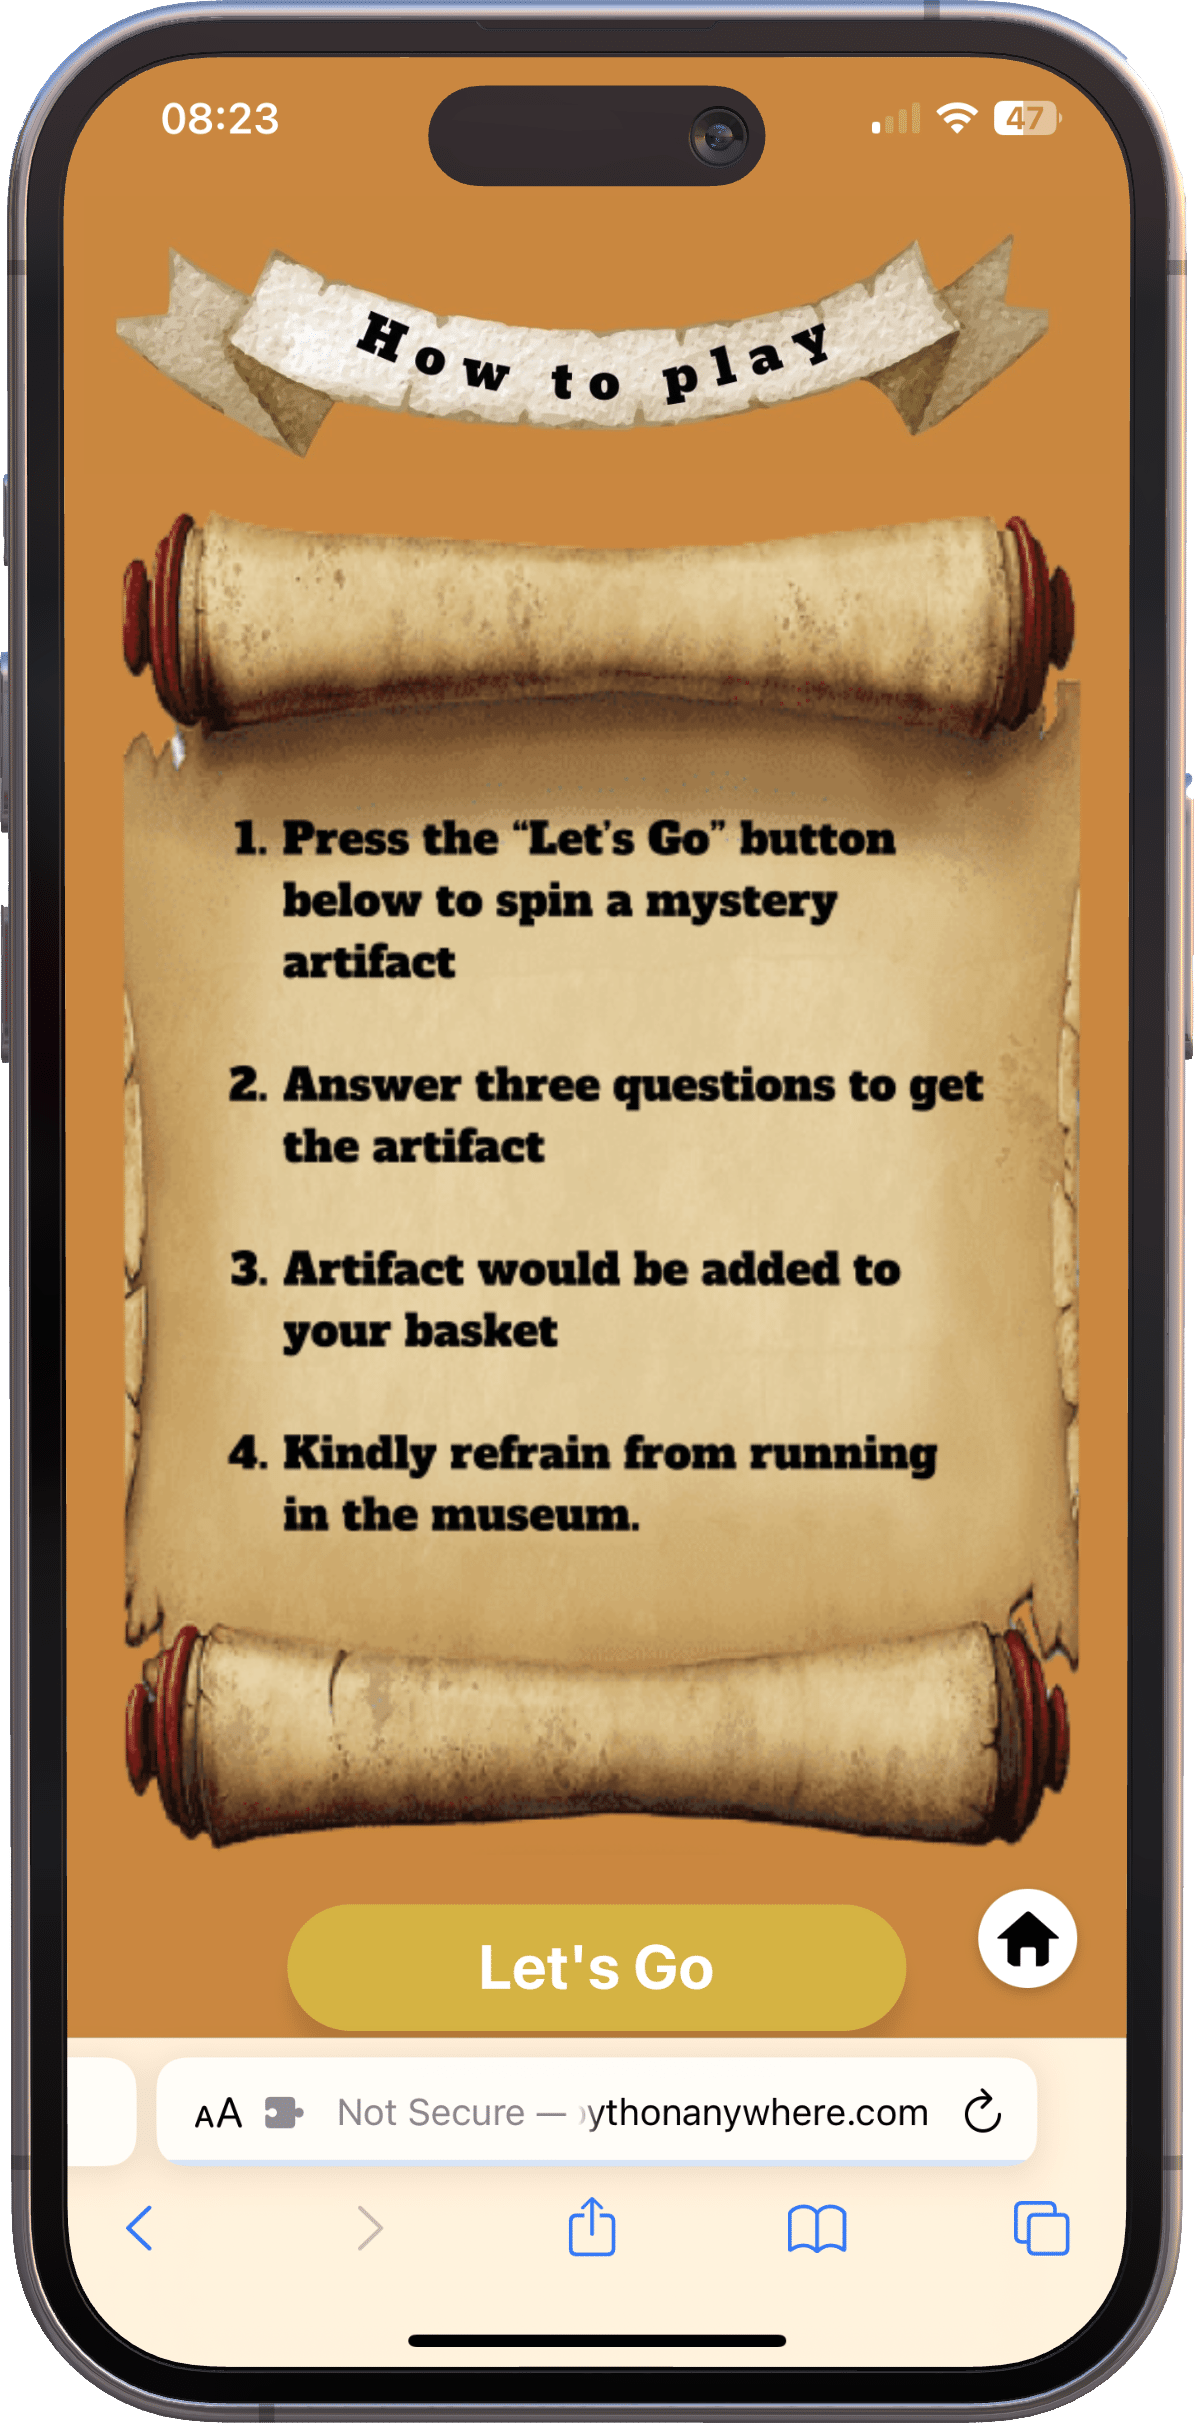 08:23
47
How to play
1. Press the “Let’s Go” button
below to spin a mystery
artifact
2. Answer three questions to get
the artifact
3. Artifact would be added to
your basket
4. Kindly refrain from running
in the museum.
Let's Go
AA Not Secure — ythonanywhere.com